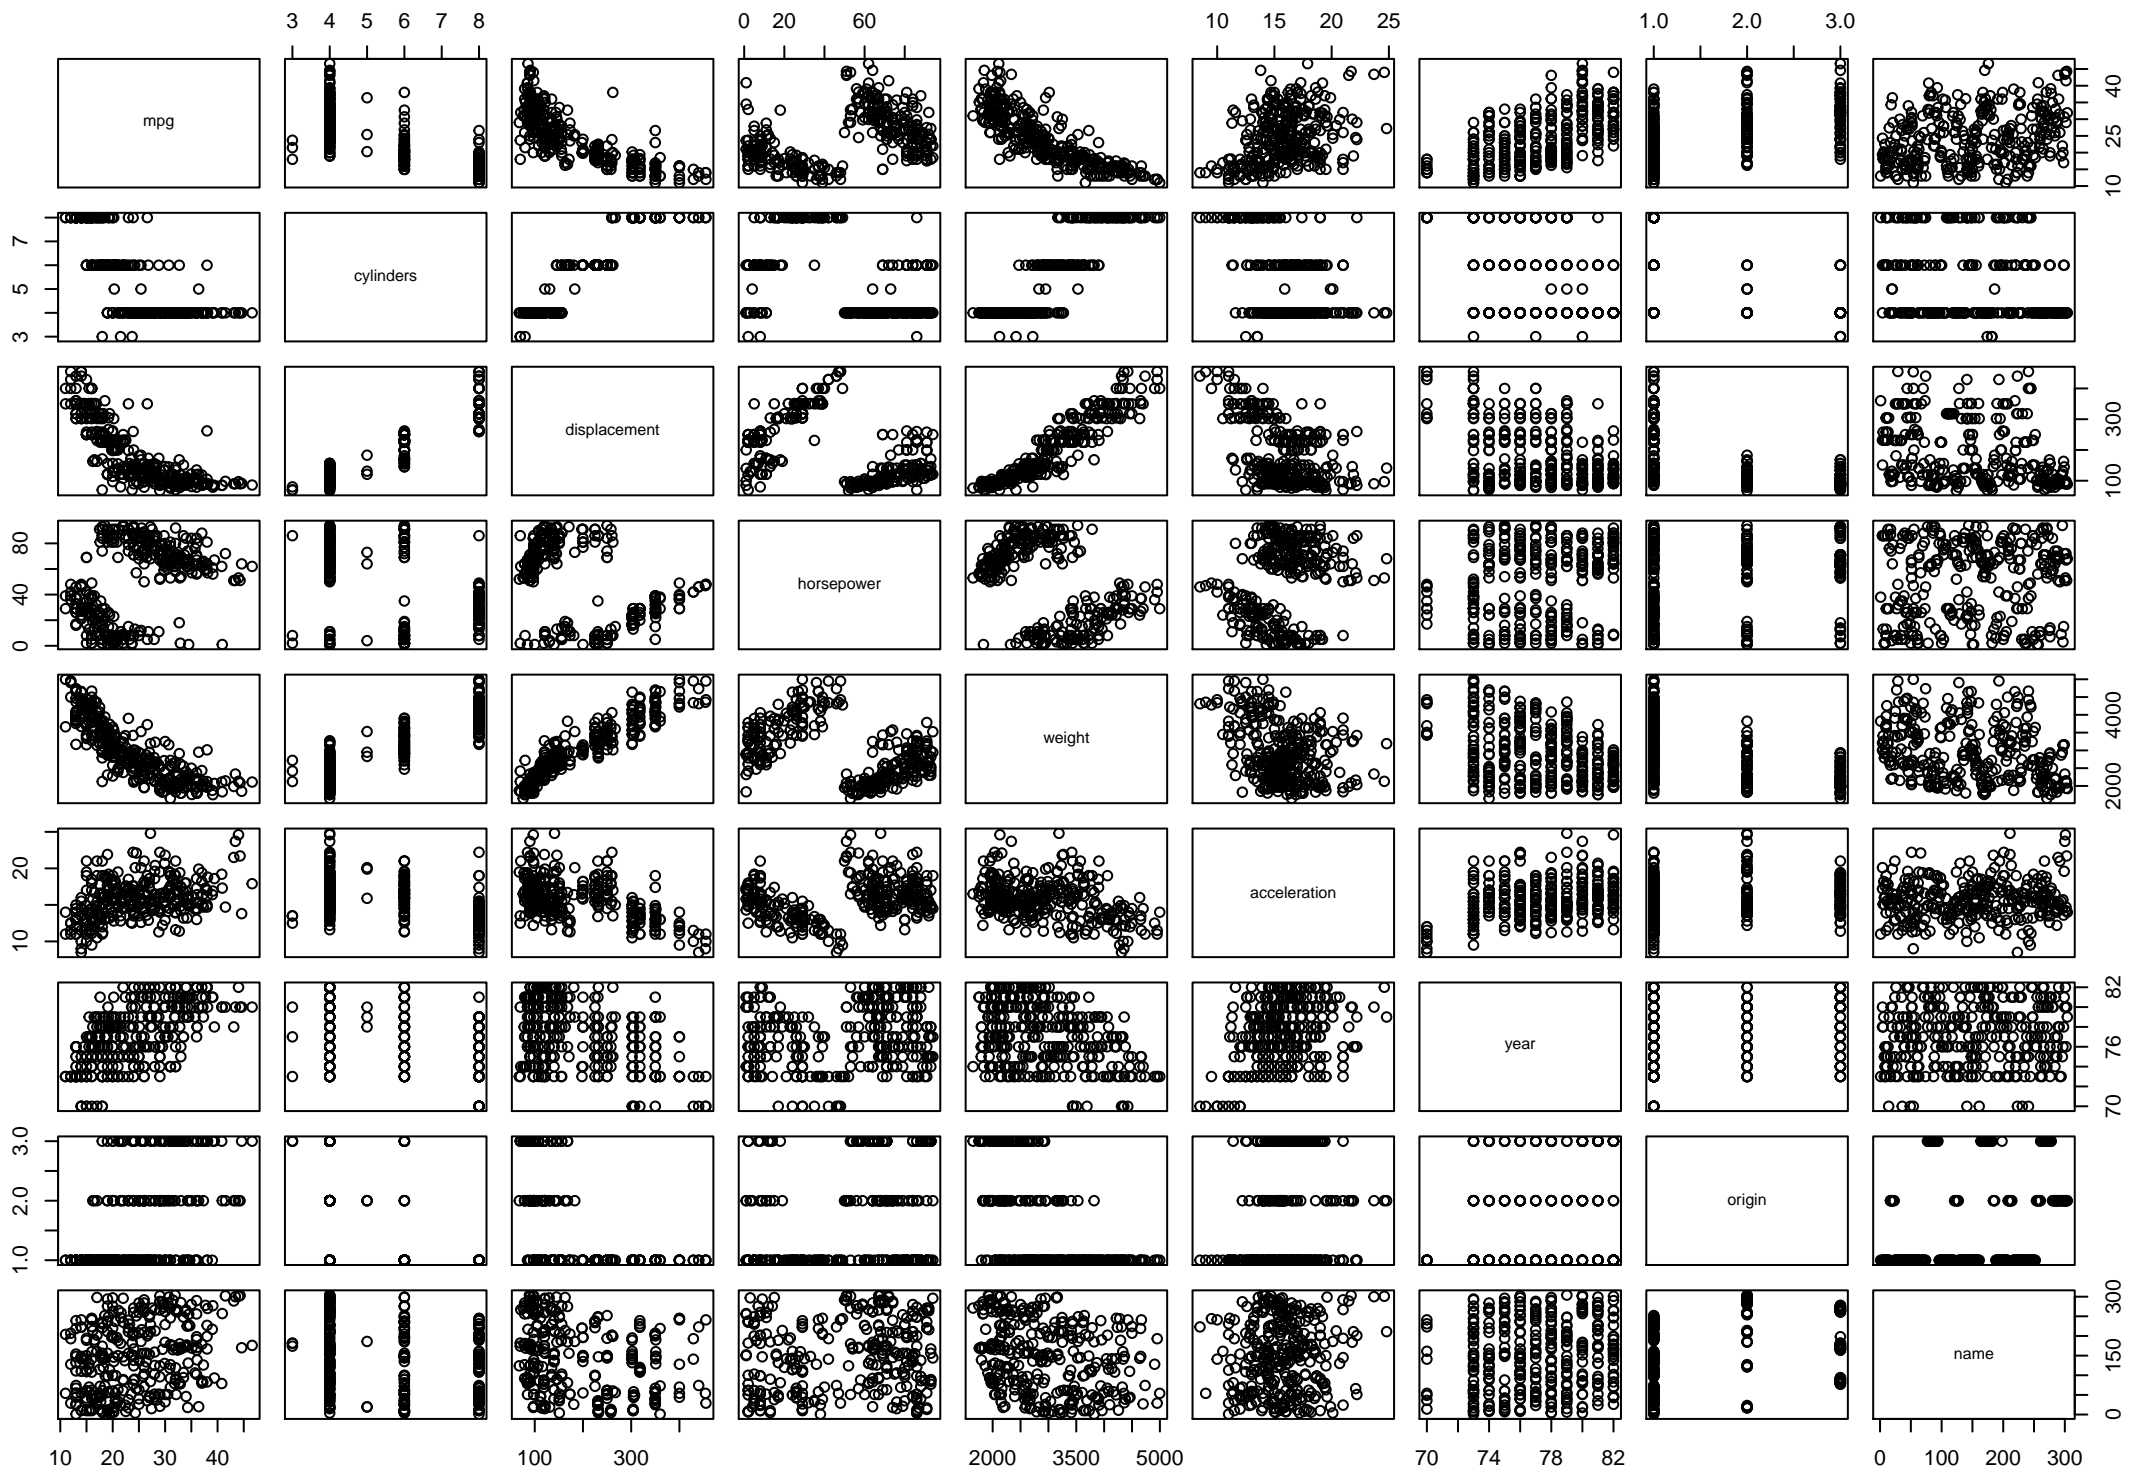 3 4 5 6 7 8 0 20 60 10 15 20 25 1.0 2.0 3.0
mpg 10 25 40
3 5 7 cylinders
displacement 100 300
0 40 80 horsepower
weight 2000 4000
10 20 acceleration
year 70 76 82
1.0 2.0 3.0 origin
name 0 150 300
10 20 30 40 100 300 2000 3500 5000 70 74 78 82 0 100 200 300